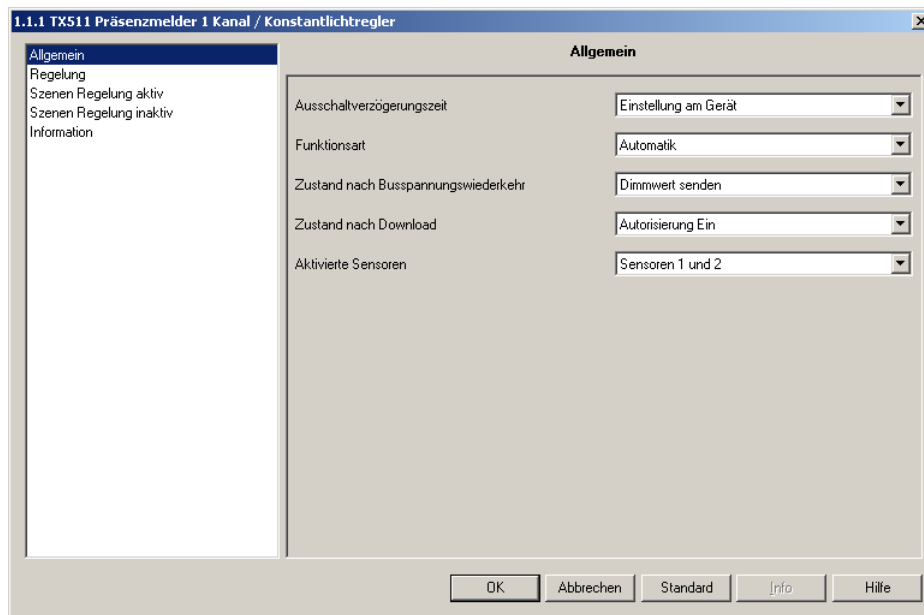 1.1.1 TX511 Präsenzmelder 1 Kanal / Konstantlichtregler
Allgemein
Regelung
Szenen Regelung aktiv
Szenen Regelung inaktiv
Information
Allgemein
Ausschaltverzögerungszeit Einstellung am Gerät
Funktionsart Automatik
Zustand nach Busspannungswiederkehr Dimmwert senden
Zustand nach Download Autorisierung Ein
Aktivierte Sensoren Sensoren 1 und 2
OK Abbrechen Standard Info Hilfe